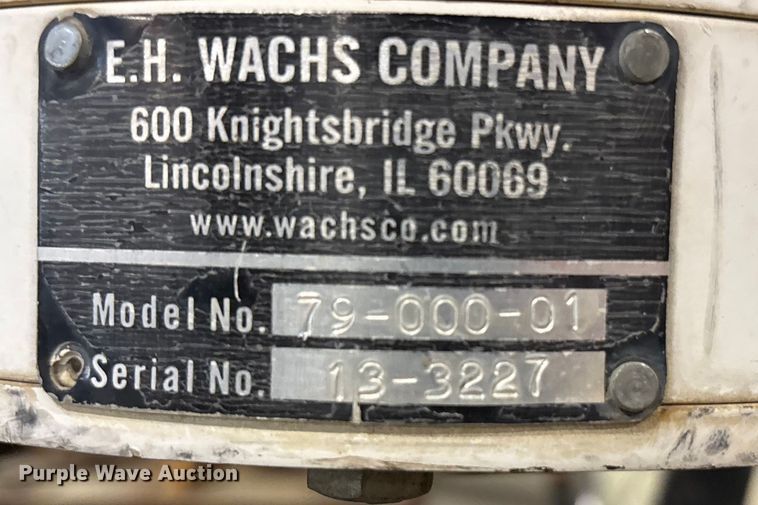 E.H. WACHS COMPANY
600 Knightsbridge Pkwy.
Lincolnshire, IL 60069
www.wachsco.com
Model No. 79-000-01
Serial No. 13-3227
Purple Wave Auction